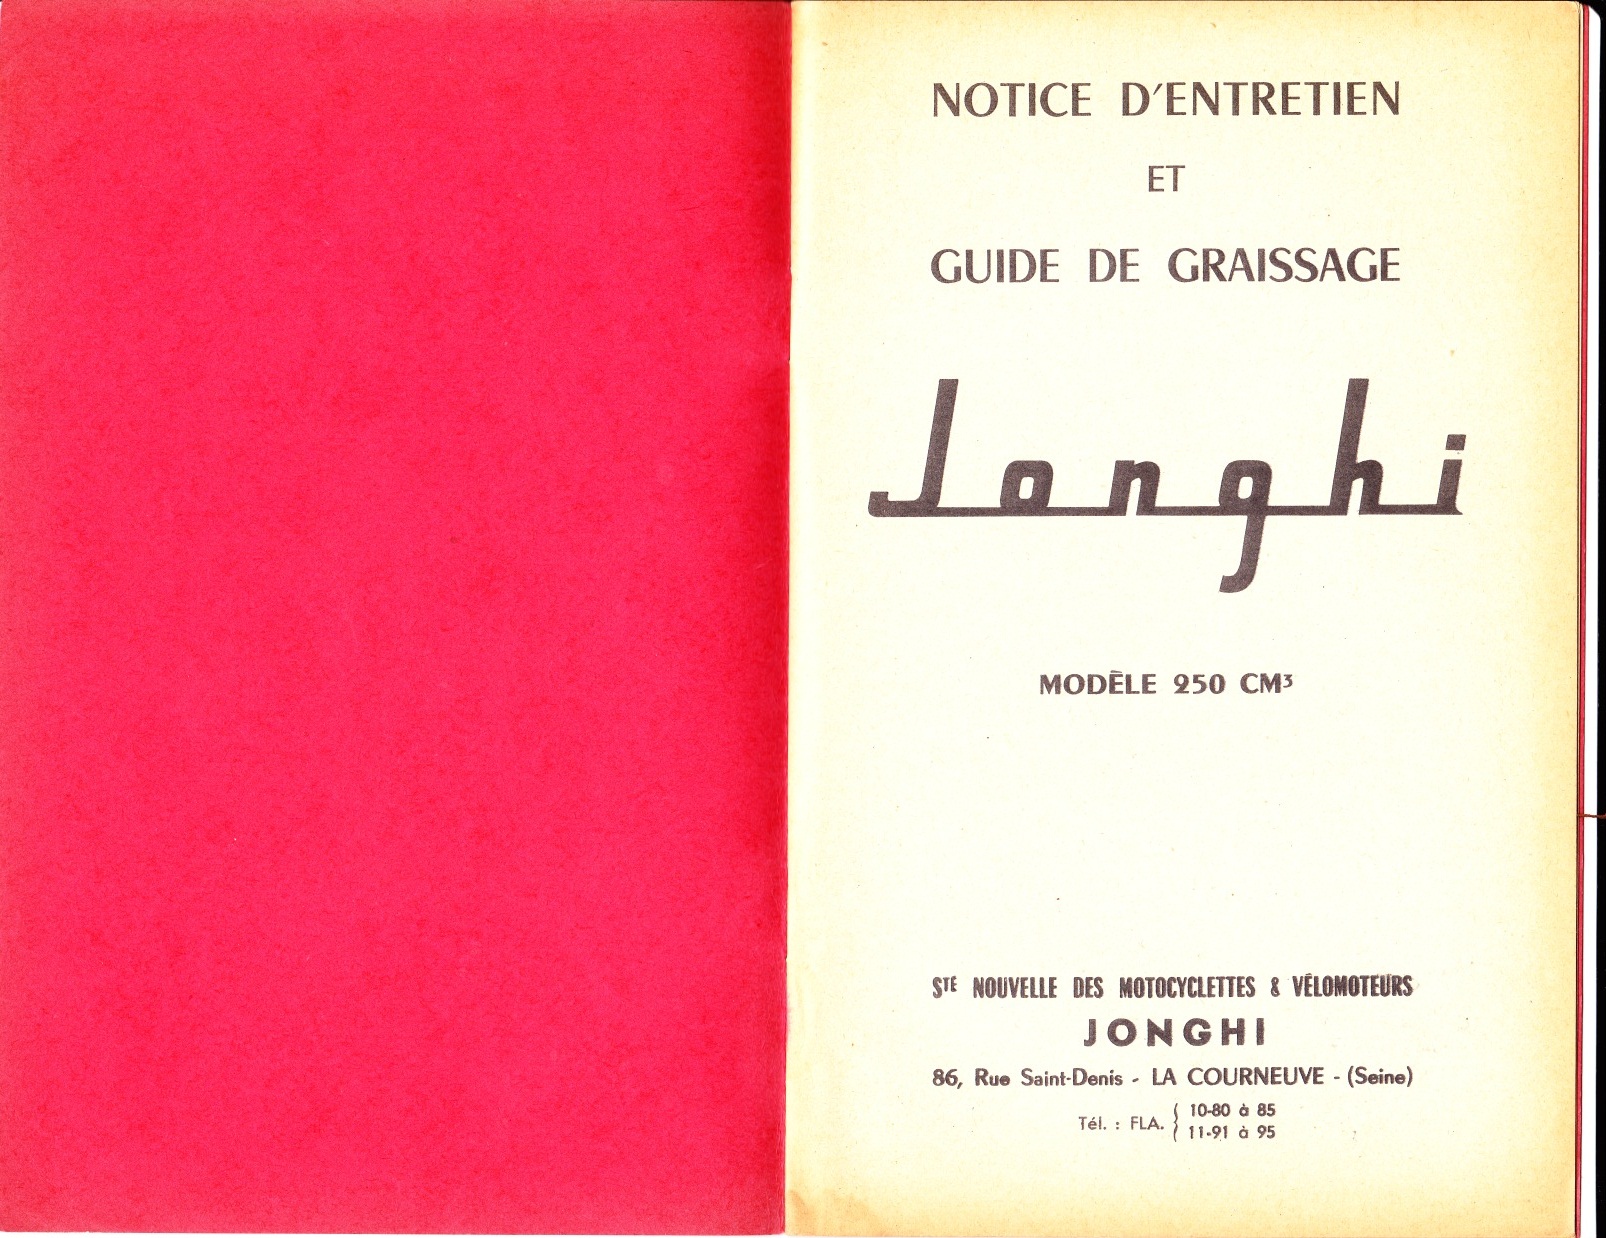 NOTICE D'ENTRETIEN
ET
GUIDE DE GRAISSAGE
Jonghi
MODÈLE 250 CM³
STÉ NOUVELLE DES MOTOCYCLETTES & VÉLOMOTEURS
JONGHI
86, Rue Saint-Denis - LA COURNEUVE - (Seine)
Tél. : FLA. { 10-80 à 85
11-91 à 95